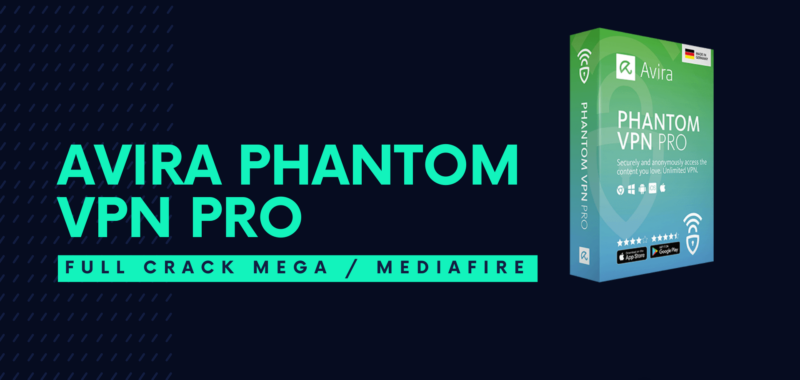 AVIRA PHANTOM
VPN PRO
FULL CRACK MEGA / MEDIAFIRE
Avira
PHANTOM
VPN PRO
Securely and anonymously access the
content you love. Unlimited VPN.
PHANTOM VPN PRO
App Store
Google Play